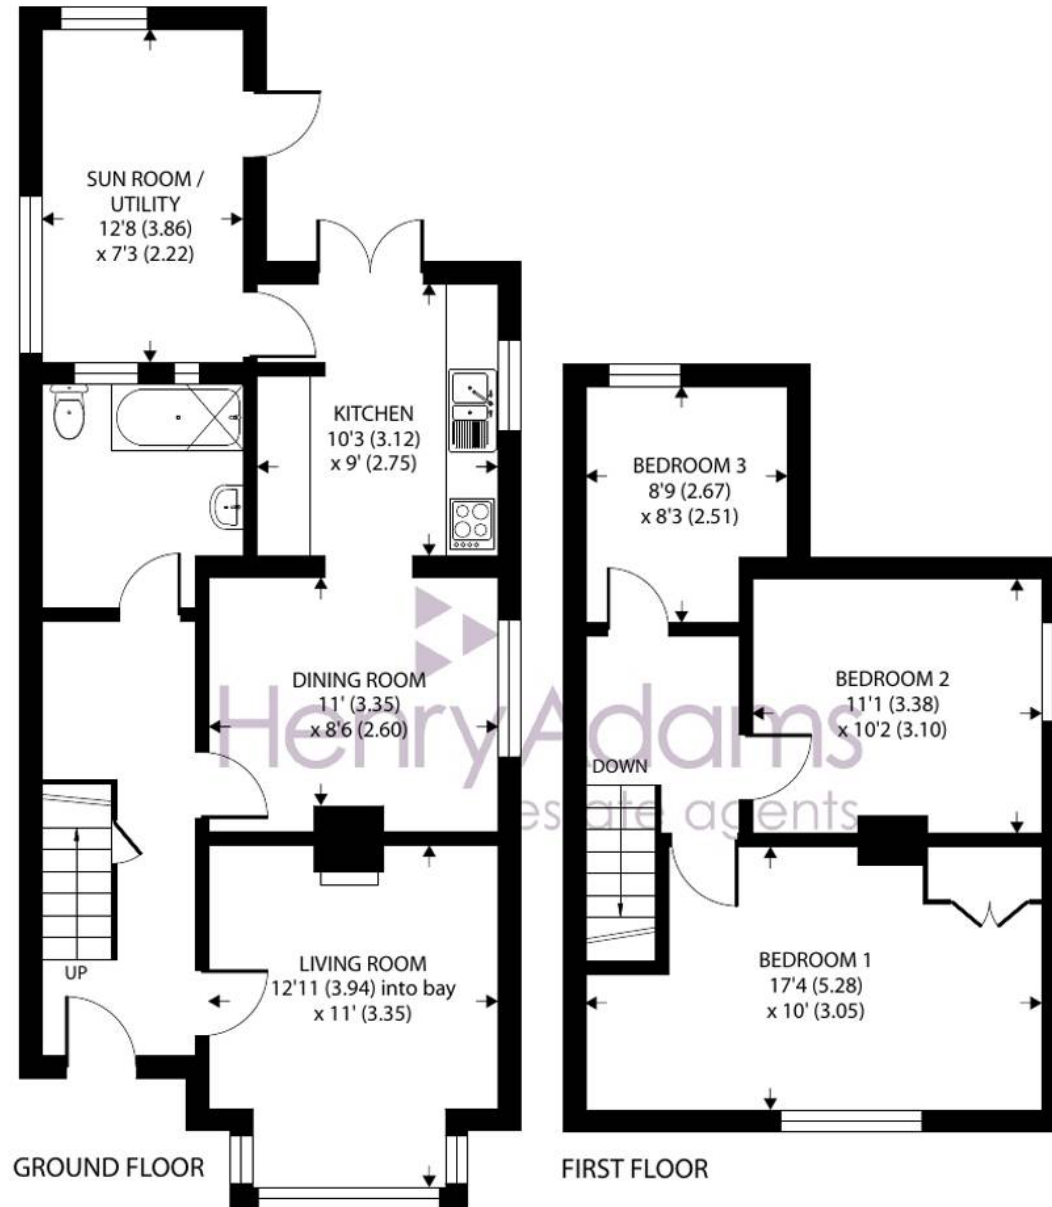 SUN ROOM /
UTILITY
12'8 (3.86)
x 7'3 (2.22)
KITCHEN
10'3 (3.12)
x 9' (2.75)
DINING ROOM
11' (3.35)
x 8'6 (2.60)
LIVING ROOM
12'11 (3.94) into bay
x 11' (3.35)
UP
GROUND FLOOR
BEDROOM 3
8'9 (2.67)
x 8'3 (2.51)
BEDROOM 2
11'1 (3.38)
x 10'2 (3.10)
DOWN
BEDROOM 1
17'4 (5.28)
x 10' (3.05)
FIRST FLOOR
HenryAdams
estate agents